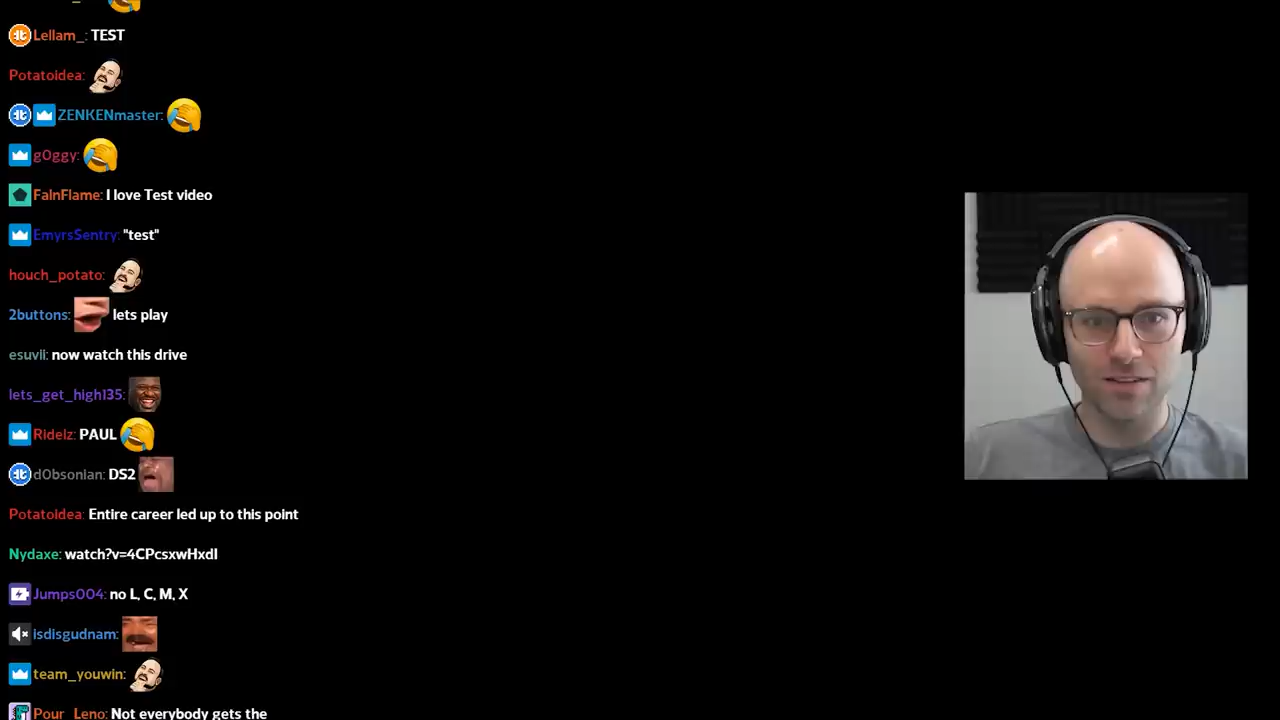 Lellam_: TEST
Potatoidea:
ZENKENmaster:
g0ggy:
FalnFlame: I love Test video
EmyrsSentry: "test"
houch_potato:
2buttons: lets play
esuvii: now watch this drive
lets_get_high135:
Ridelz: PAUL
d0bsonian: DS2
Potatoidea: Entire career led up to this point
Nydaxe: watch?v=4CPcsxwHxdI
Jumps004: no L, C, M, X
isdisgudnam:
team_youwin:
Pour_Leno: Not everybody gets the